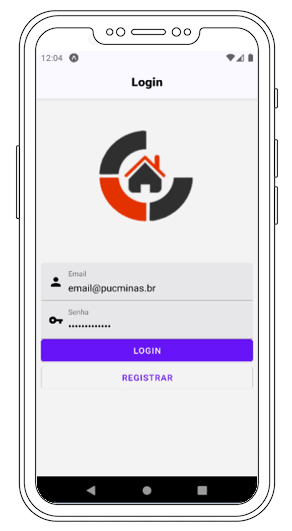 12:04
Login
Email
email@pucminas.br
Senha
•••••••••••••
LOGIN
REGISTRAR